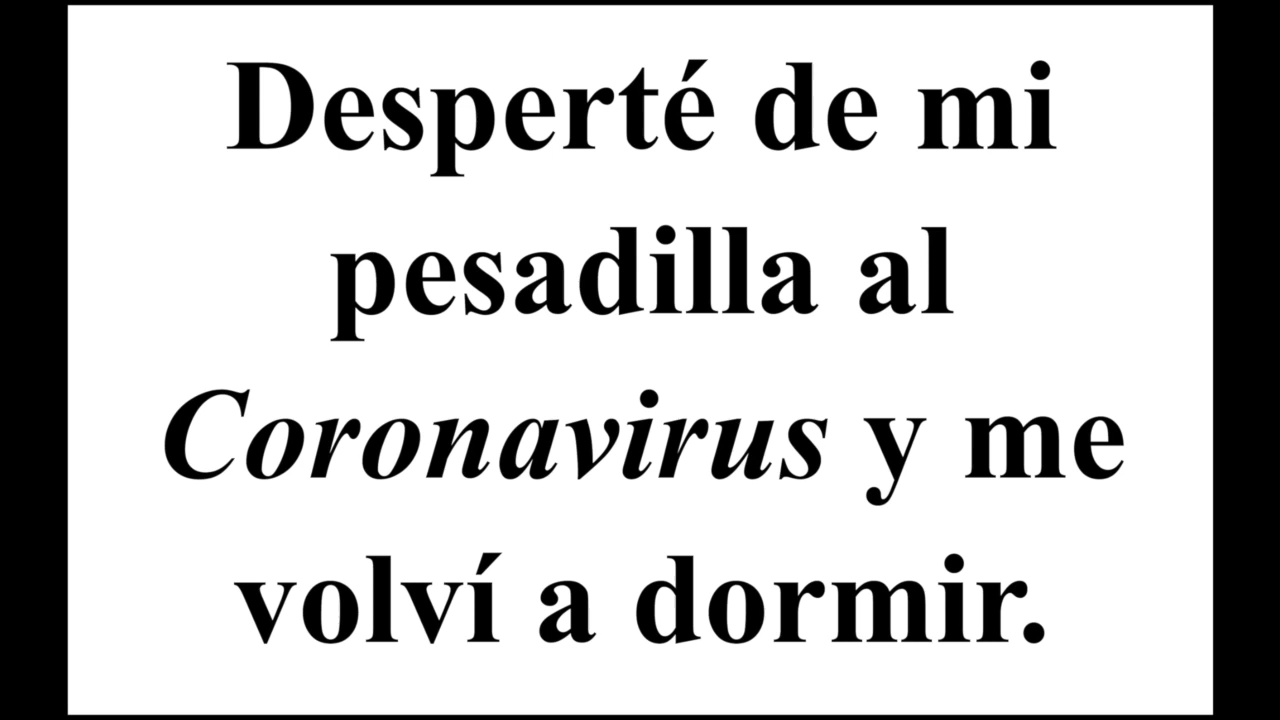 Desperté de mi
pesadilla al
Coronavirus y me
volví a dormir.